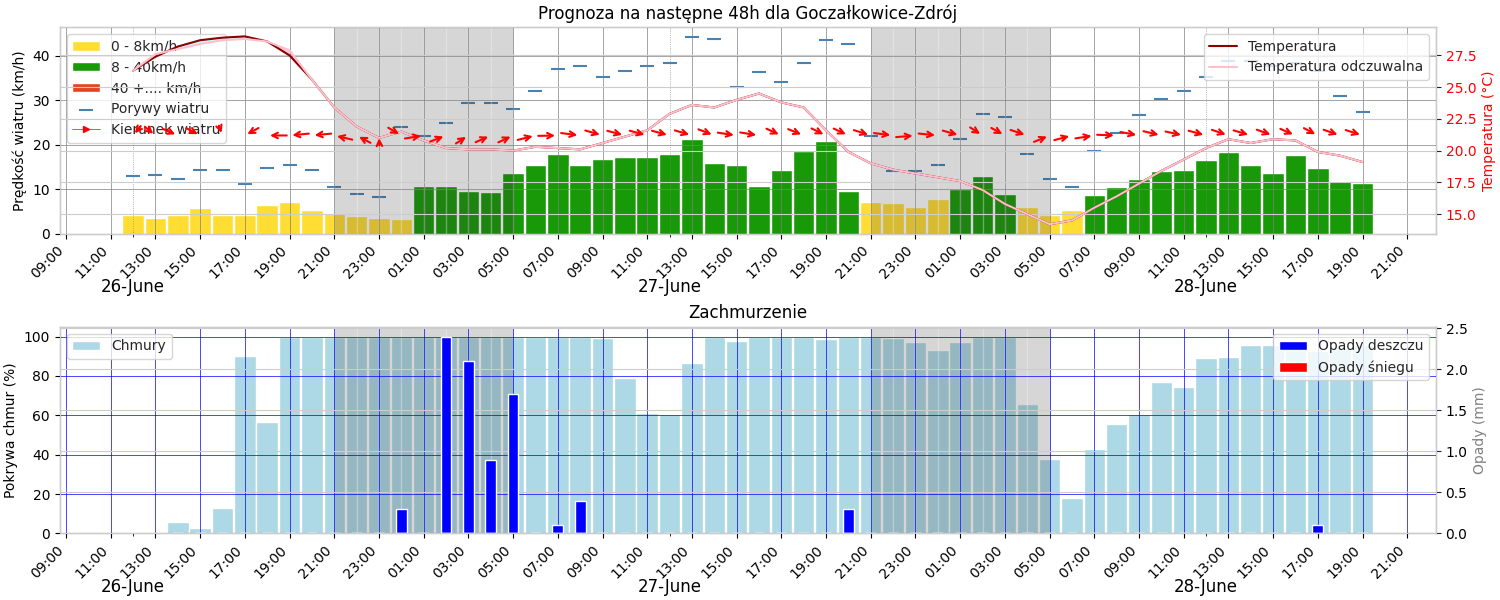 Prognoza na następne 48h dla Goczałkowice-Zdrój
Prędkość wiatru (km/h)
40
30
20
10
0
0 - 8km/h
8 - 40km/h
40 +.... km/h
Porywy wiatru
Kierunek wiatru
Temperatura
Temperatura odczuwalna
27.5
25.0
22.5
20.0
17.5
15.0
Temperatura (°C)
09:00 11:00 13:00 15:00 17:00 19:00 21:00 23:00 01:00 03:00 05:00 07:00 09:00 11:00 13:00 15:00 17:00 19:00 21:00 23:00 01:00 03:00 05:00 07:00 09:00 11:00 13:00 15:00 17:00 19:00 21:00
26-June 27-June 28-June
Zachmurzenie
Pokrywa chmur (%)
100
80
60
40
20
0
Chmury
Opady deszczu
Opady śniegu
2.5
2.0
1.5
1.0
0.5
0.0
Opady (mm)
09:00 11:00 13:00 15:00 17:00 19:00 21:00 23:00 01:00 03:00 05:00 07:00 09:00 11:00 13:00 15:00 17:00 19:00 21:00 23:00 01:00 03:00 05:00 07:00 09:00 11:00 13:00 15:00 17:00 19:00 21:00
26-June 27-June 28-June